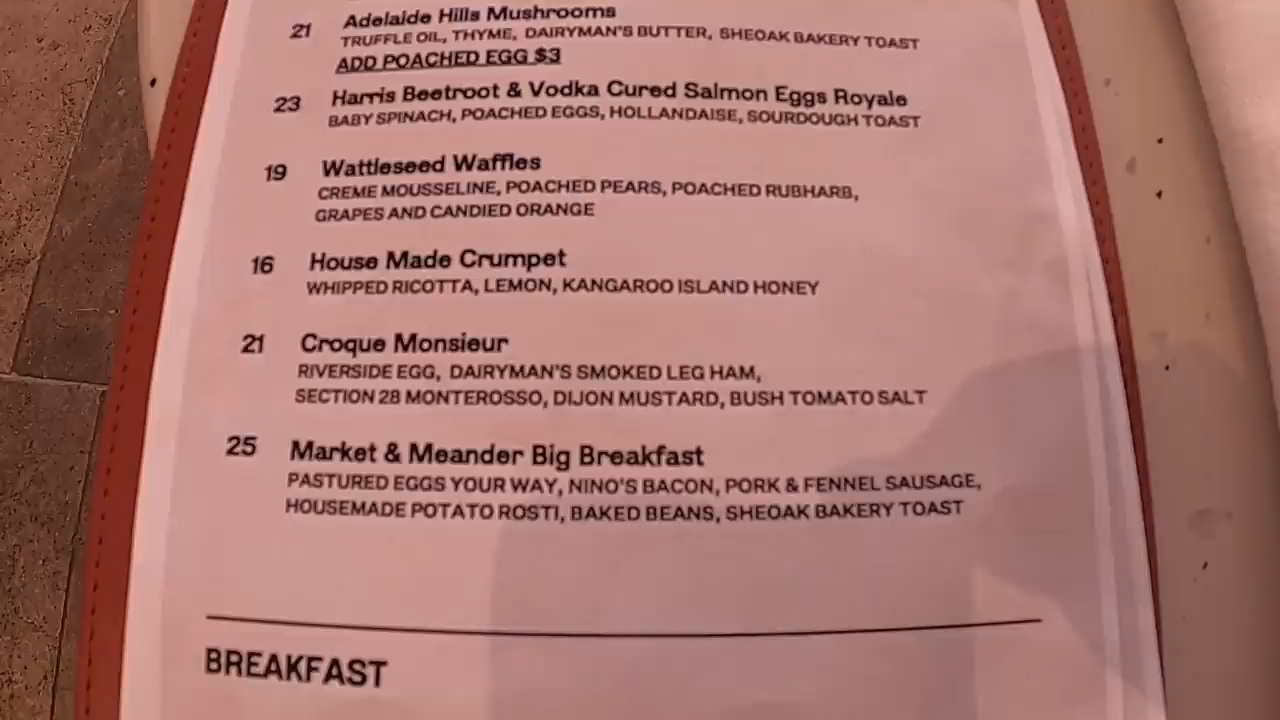 21 Adelaide Hills Mushrooms
TRUFFLE OIL, THYME, DAIRYMAN'S BUTTER, SHEOAK BAKERY TOAST
ADD POACHED EGG $3
23 Harris Beetroot & Vodka Cured Salmon Eggs Royale
BABY SPINACH, POACHED EGGS, HOLLANDAISE, SOURDOUGH TOAST
19 Wattleseed Waffles
CREME MOUSSELINE, POACHED PEARS, POACHED RUBHARB,
GRAPES AND CANDIED ORANGE
16 House Made Crumpet
WHIPPED RICOTTA, LEMON, KANGAROO ISLAND HONEY
21 Croque Monsieur
RIVERSIDE EGG, DAIRYMAN'S SMOKED LEG HAM,
SECTION 28 MONTEROSSO, DIJON MUSTARD, BUSH TOMATO SALT
25 Market & Meander Big Breakfast
PASTURED EGGS YOUR WAY, NINO'S BACON, PORK & FENNEL SAUSAGE,
HOUSEMADE POTATO ROSTI, BAKED BEANS, SHEOAK BAKERY TOAST
BREAKFAST